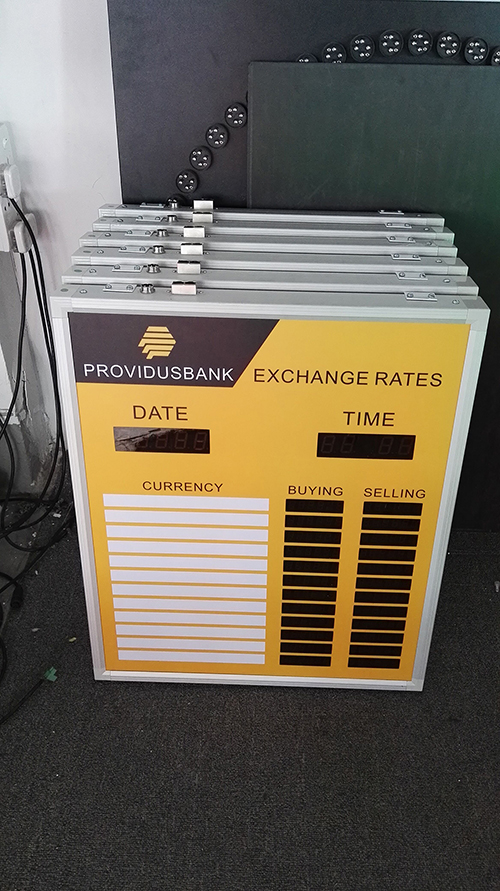 PROVIDUSBANK
EXCHANGE RATES
DATE
TIME
CURRENCY
BUYING
SELLING